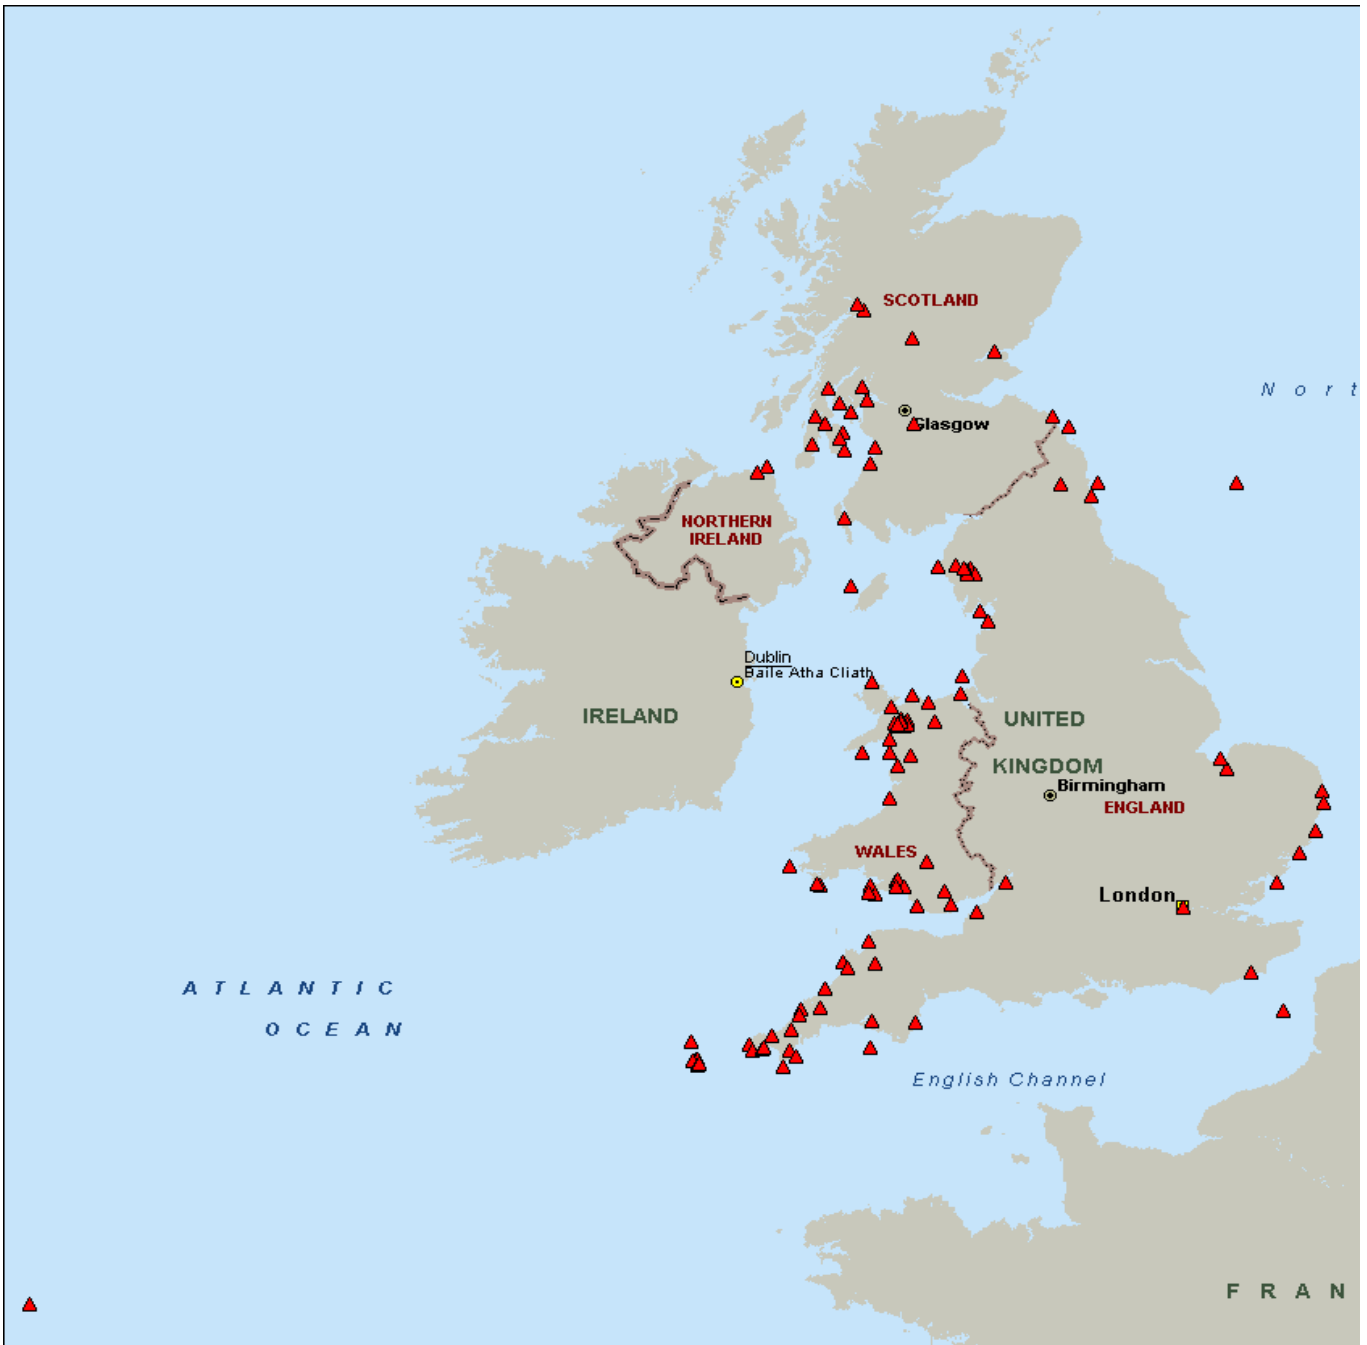 SCOTLAND
N o r t
Glasgow
NORTHERN
IRELAND
Dublin
Baile Atha Cliath
IRELAND
UNITED
KINGDOM
Birmingham
ENGLAND
WALES
London
A T L A N T I C
O C E A N
English Channel
F R A N